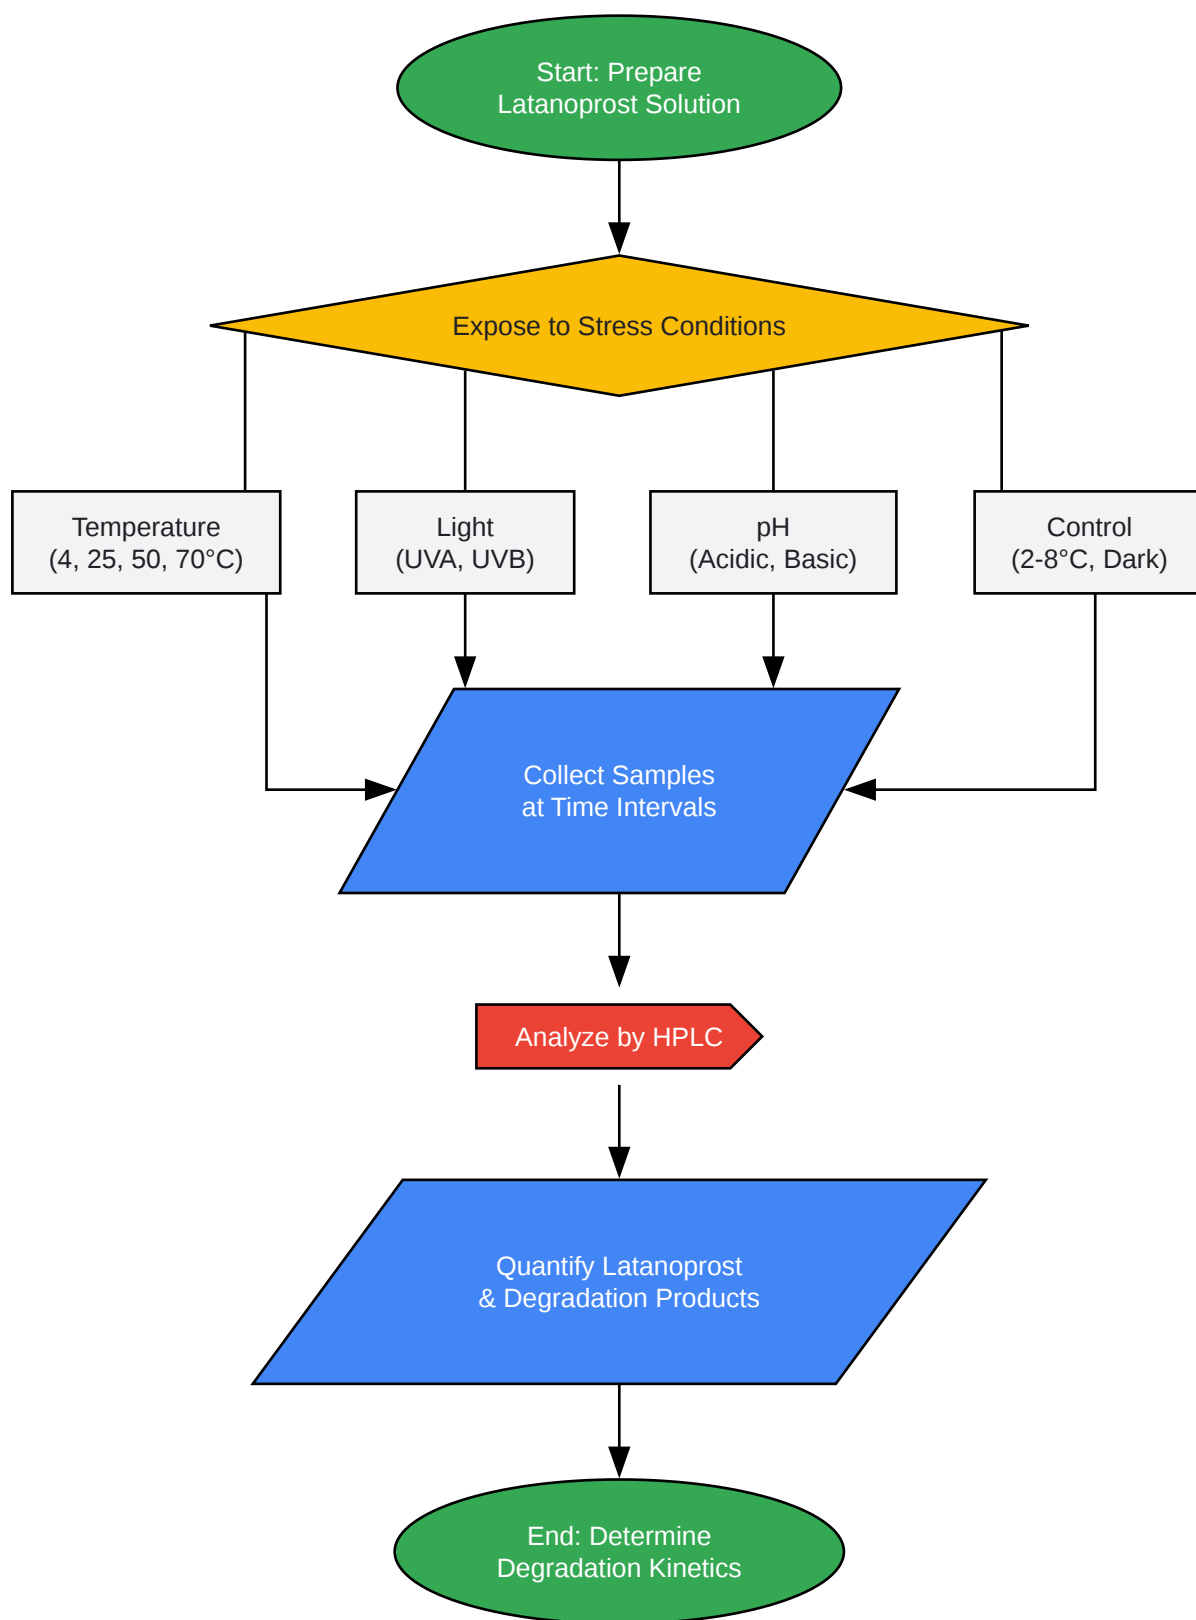 Start: Prepare
Latanoprost Solution
Expose to Stress Conditions
Temperature
(4, 25, 50, 70°C)
Light
(UVA, UVB)
pH
(Acidic, Basic)
Control
(2-8°C, Dark)
Collect Samples
at Time Intervals
Analyze by HPLC
Quantify Latanoprost
& Degradation Products
End: Determine
Degradation Kinetics